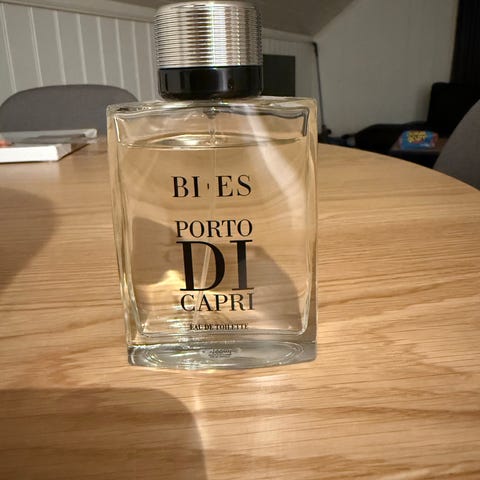 BI·ES
PORTO
DI
CAPRI
EAU DE TOILETTE